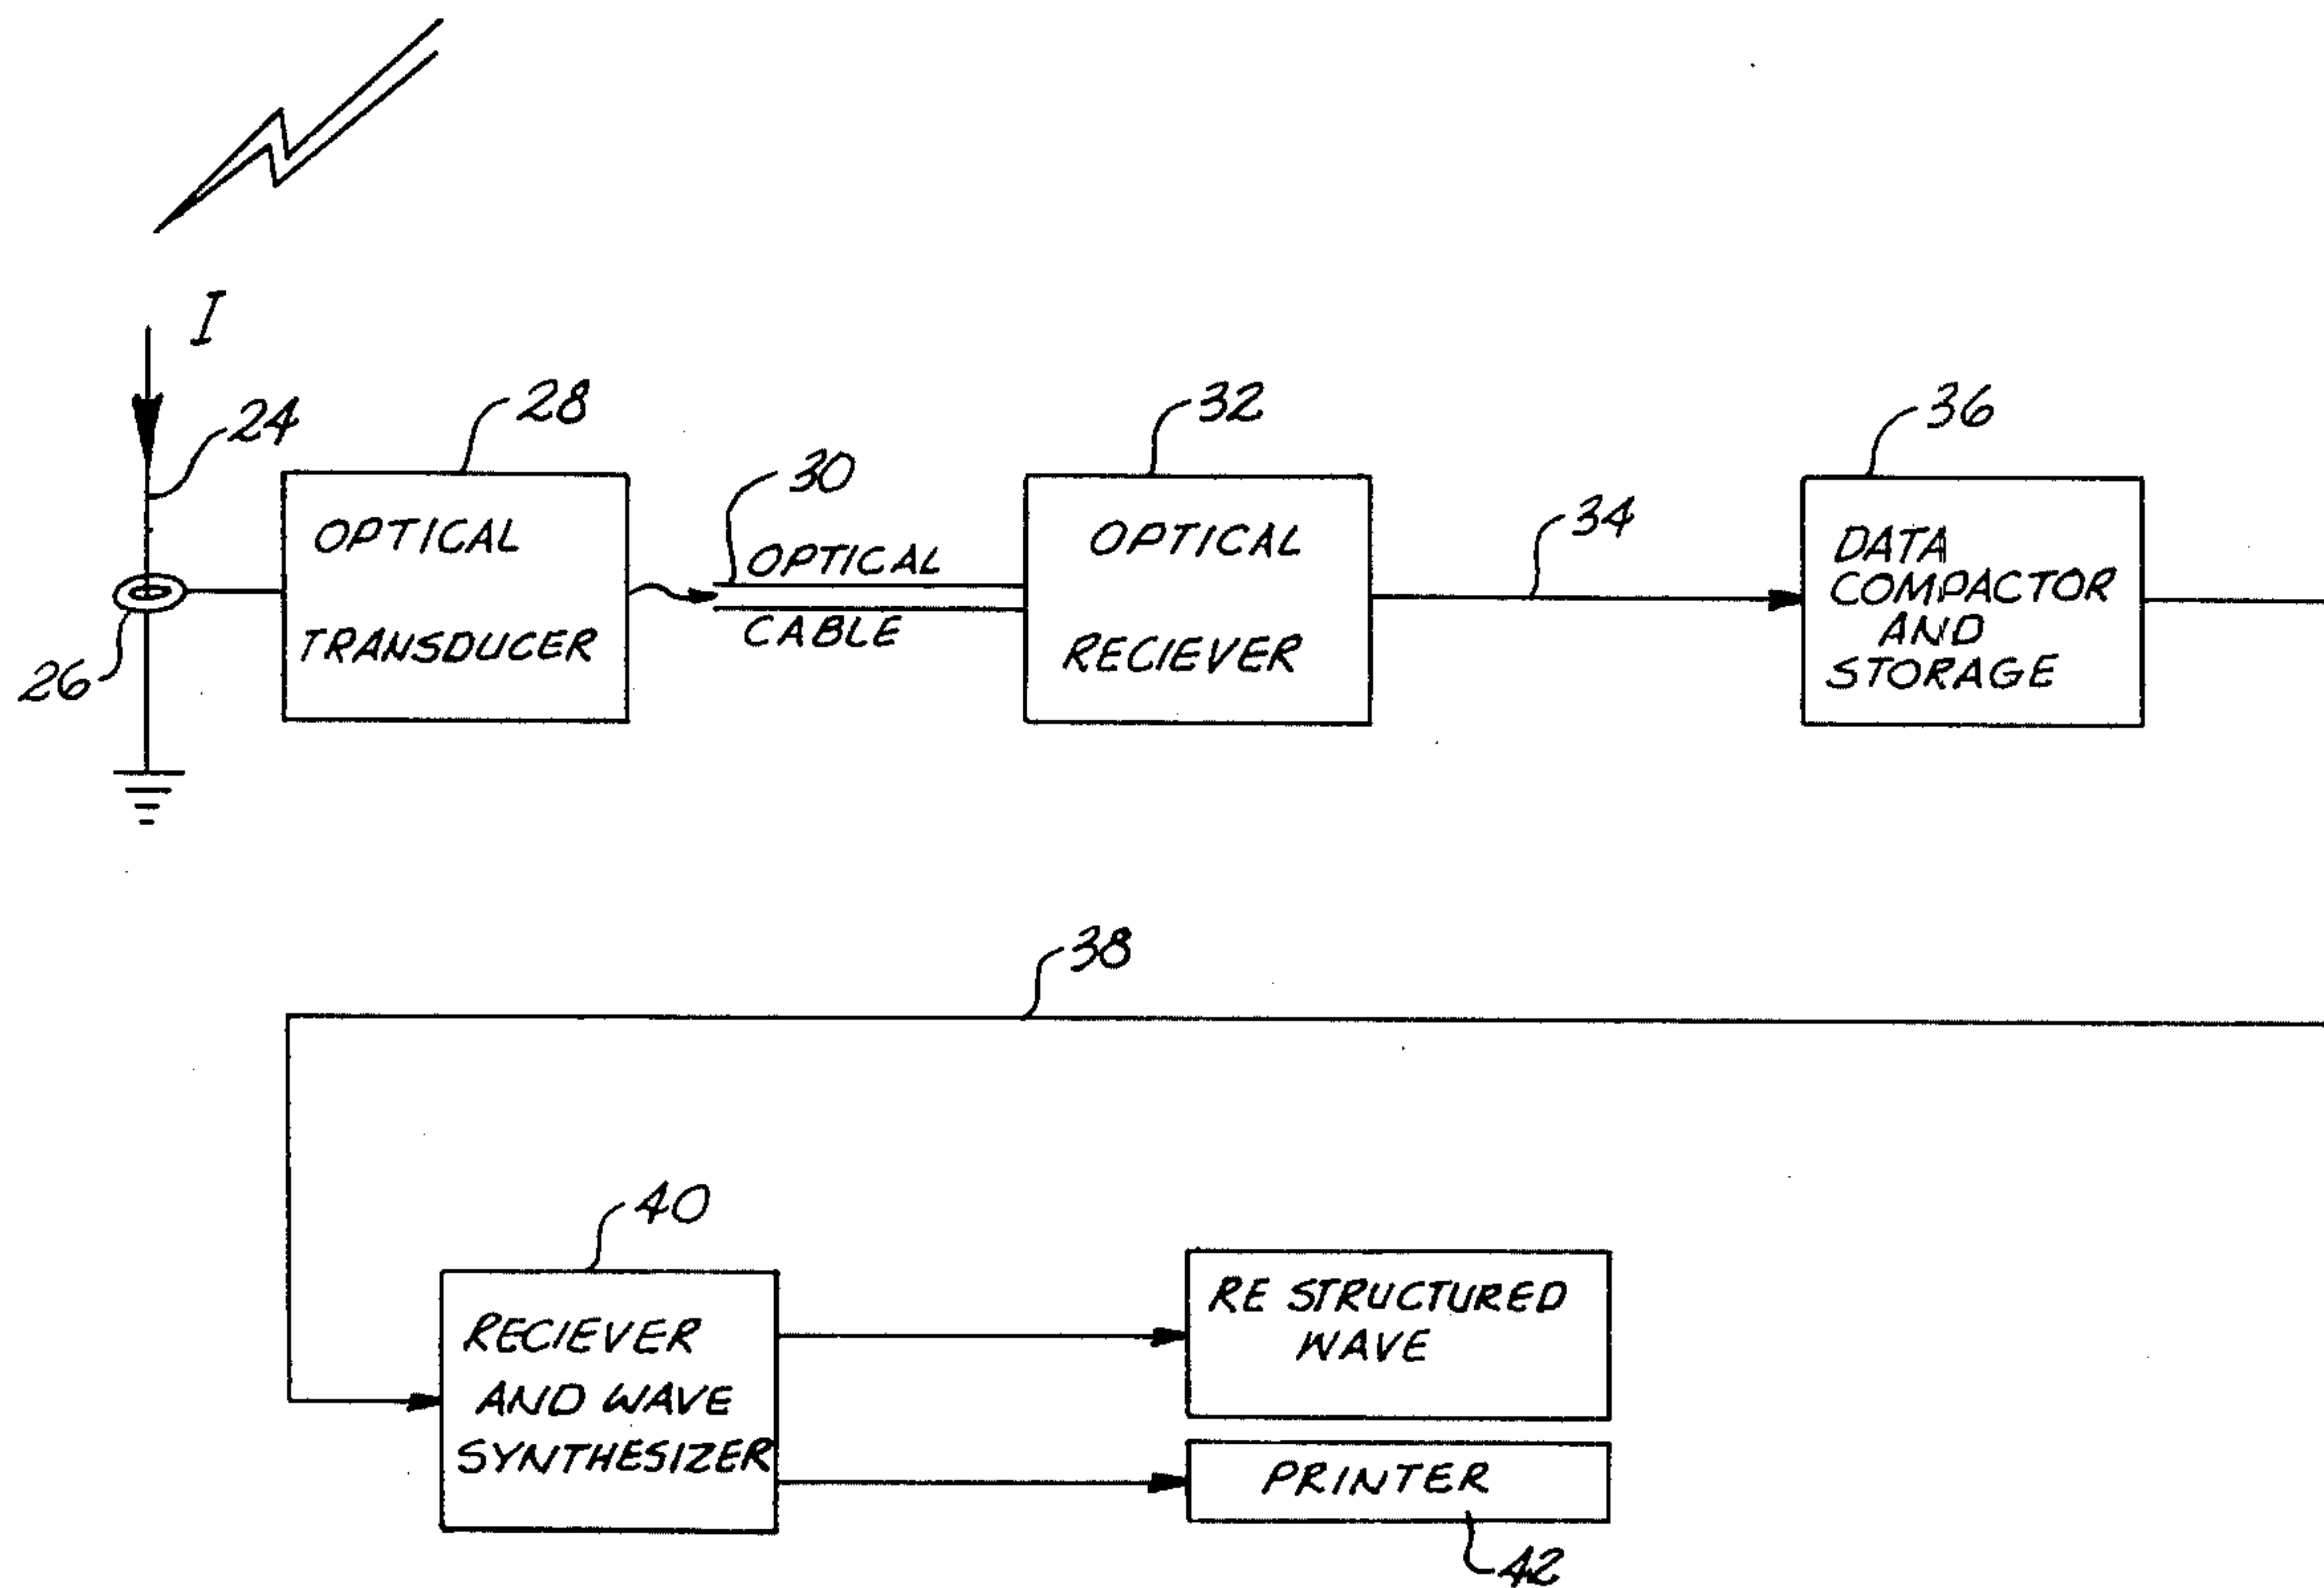 I
24
28
30
32
34
36
26
OPTICAL
TRANSDUCER
OPTICAL
CABLE
OPTICAL
RECIEVER
DATA
COMPACTOR
AND
STORAGE
38
40
RECIEVER
AND WAVE
SYNTHESIZER
RE STRUCTURED
WAVE
PRINTER
42